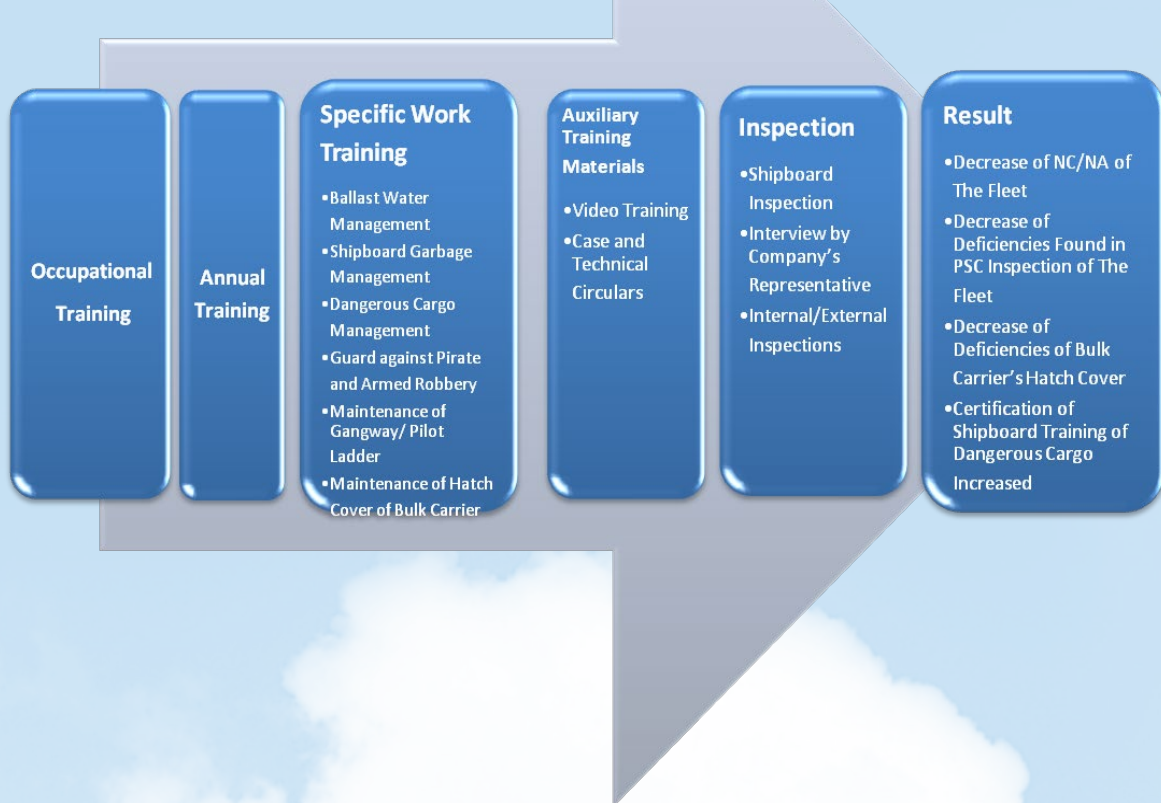 Occupational
Training
Annual
Training
Specific Work
Training
•Ballast Water
Management
•Shipboard Garbage
Management
•Dangerous Cargo
Management
•Guard against Pirate
and Armed Robbery
•Maintenance of
Gangway/ Pilot
Ladder
•Maintenance of Hatch
Cover of Bulk Carrier
Auxiliary
Training
Materials
•Video Training
•Case and
Technical
Circulars
Inspection
•Shipboard
Inspection
•Interview by
Company's
Representative
•Internal/External
Inspections
Result
•Decrease of NC/NA of
The Fleet
•Decrease of
Deficiencies Found in
PSC Inspection of The
Fleet
•Decrease of
Deficiencies of Bulk
Carrier's Hatch Cover
•Certification of
Shipboard Training of
Dangerous Cargo
Increased